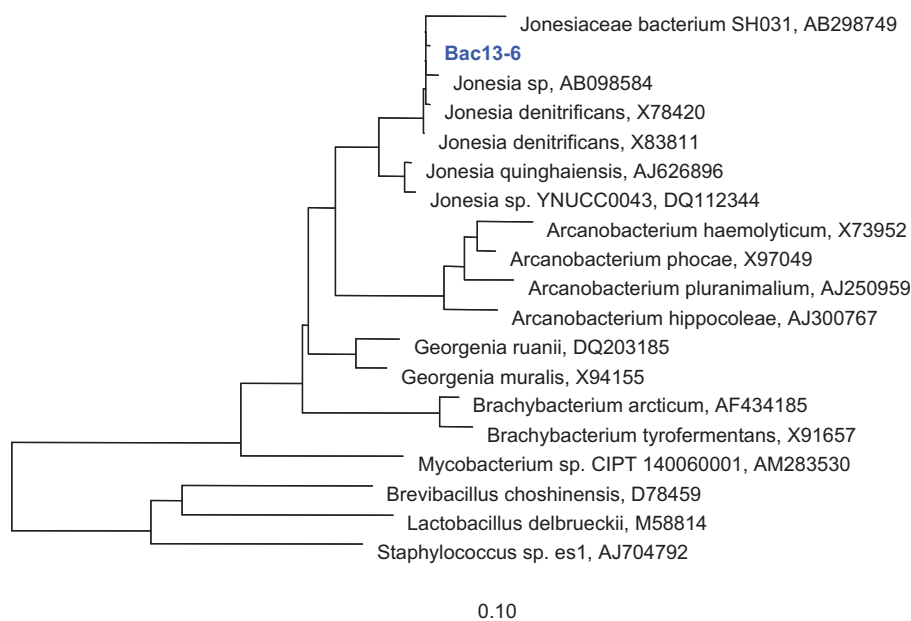 Jonesiaceae bacterium SH031, AB298749
Bac13-6
Jonesia sp, AB098584
Jonesia denitrificans, X78420
Jonesia denitrificans, X83811
Jonesia quinghaiensis, AJ626896
Jonesia sp. YNUCC0043, DQ112344
Arcanobacterium haemolyticum, X73952
Arcanobacterium phocae, X97049
Arcanobacterium pluranimalium, AJ250959
Arcanobacterium hippocoleae, AJ300767
Georgenia ruanii, DQ203185
Georgenia muralis, X94155
Brachybacterium arcticum, AF434185
Brachybacterium tyrofermentans, X91657
Mycobacterium sp. CIPT 140060001, AM283530
Brevibacillus choshinensis, D78459
Lactobacillus delbrueckii, M58814
Staphylococcus sp. es1, AJ704792
0.10